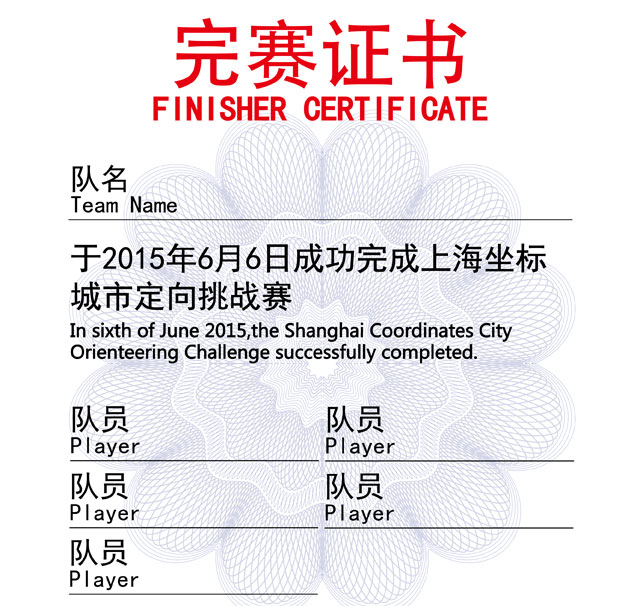 完赛证书
FINISHER CERTIFICATE
队名
Team Name
于2015年6月6日成功完成上海坐标
城市定向挑战赛
In sixth of June 2015,the Shanghai Coordinates City
Orienteering Challenge successfully completed.
队员 队员
Player Player
队员 队员
Player Player
队员
Player